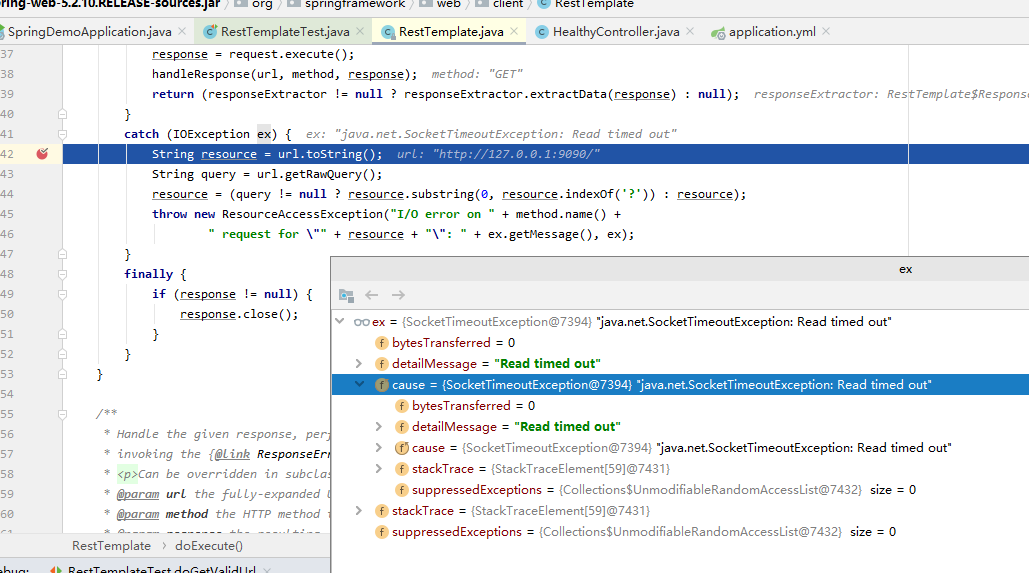 ring-web-5.2.10.RELEASE-sources.jar org springframework web client RestTemplate
SpringDemoApplication.java RestTemplateTest.java RestTemplate.java HealthyController.java application.yml
37 response = request.execute();
38 handleResponse(url, method, response); method: "GET"
39 return (responseExtractor != null ? responseExtractor.extractData(response) : null); responseExtractor: RestTemplate$Respons
40 }
41 catch (IOException ex) { ex: "java.net.SocketTimeoutException: Read timed out"
42 String resource = url.toString(); url: "http://127.0.0.1:9090/"
43 String query = url.getRawQuery();
44 resource = (query != null ? resource.substring(0, resource.indexOf('?')) : resource);
45 throw new ResourceAccessException("I/O error on " + method.name() +
46 " request for \"" + resource + "\": " + ex.getMessage(), ex);
47 }
48 finally {
49 if (response != null) {
50 response.close();
51 }
52 }
53 }
54
55 /**
56 * Handle the given response, per
57 * invoking the {@link ResponseErr
58 * <p>Can be overridden in subclas
59 * @param url the fully-expanded
60 * @param method the HTTP method
ex
ex = {SocketTimeoutException@7394} "java.net.SocketTimeoutException: Read timed out"
bytesTransferred = 0
detailMessage = "Read timed out"
cause = {SocketTimeoutException@7394} "java.net.SocketTimeoutException: Read timed out"
bytesTransferred = 0
detailMessage = "Read timed out"
cause = {SocketTimeoutException@7394} "java.net.SocketTimeoutException: Read timed out"
stackTrace = {StackTraceElement[59]@7431}
suppressedExceptions = {Collections$UnmodifiableRandomAccessList@7432} size = 0
stackTrace = {StackTraceElement[59]@7431}
suppressedExceptions = {Collections$UnmodifiableRandomAccessList@7432} size = 0
RestTemplate doExecute()
ebug: RestTemplateTest.doGetValidUrl